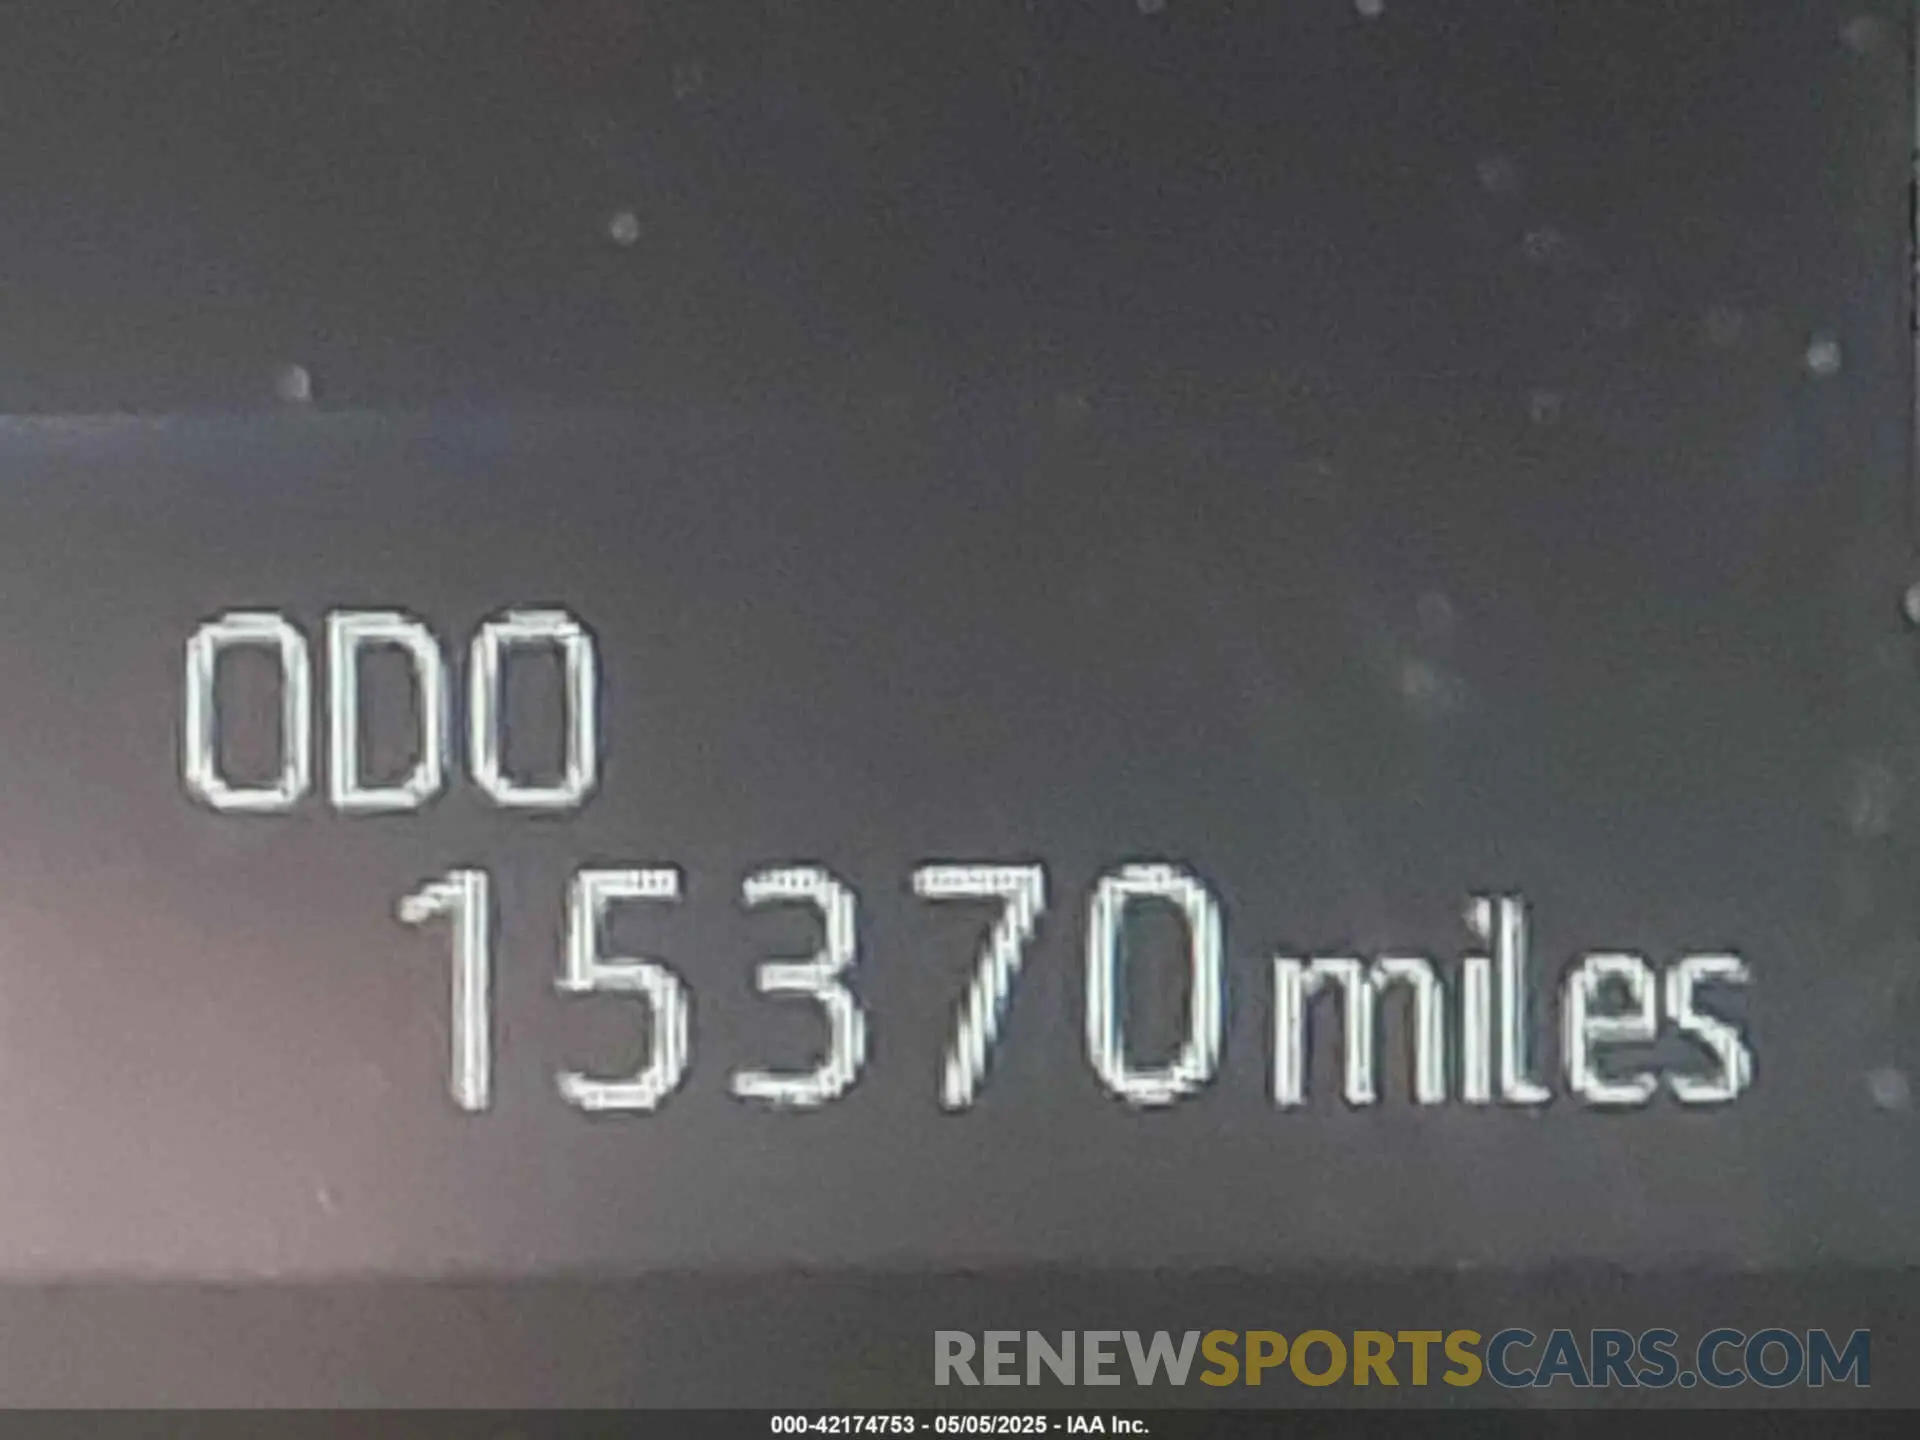 ODO
15370 miles
RENEWSPORTSCARS.COM
000-42174753 - 05/05/2025 - IAA Inc.